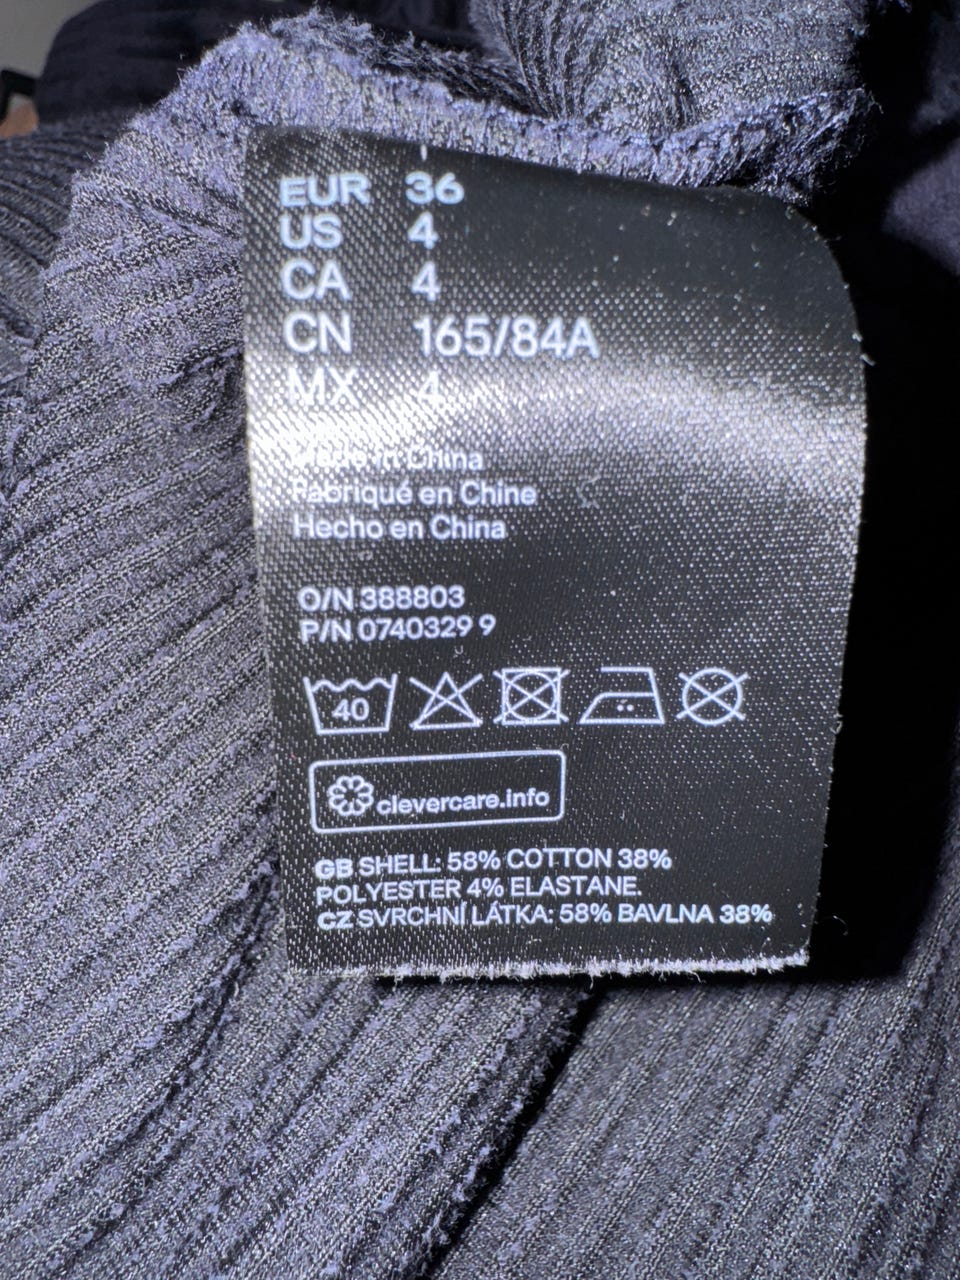 EUR 36
US 4
CA 4
CN 165/84A
MX 4
Made in China
Fabriqué en Chine
Hecho en China
O/N 388803
P/N 0740329 9
40
clevercare.info
GB SHELL: 58% COTTON 38%
POLYESTER 4% ELASTANE.
CZ SVRCHNÍ LÁTKA: 58% BAVLNA 38%